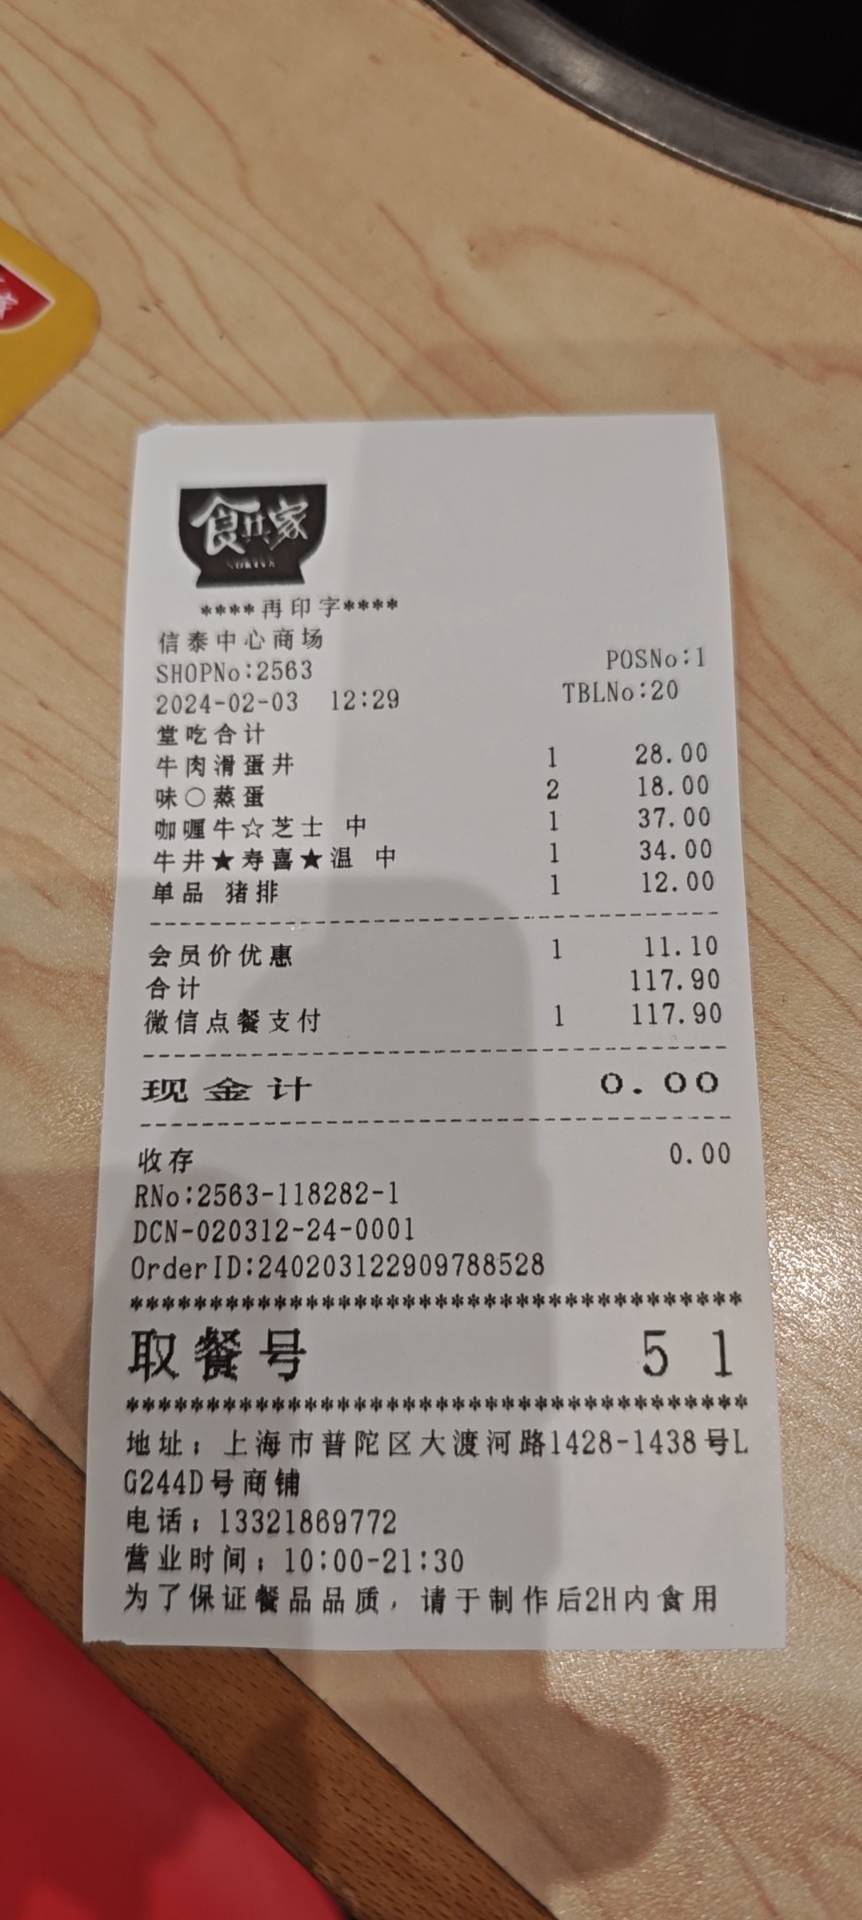 食其家
****再印字****
信泰中心商场
SHOPNo:2563 POSNo:1
2024-02-03 12:29 TBLNo:20
堂吃合计
牛肉滑蛋井 1 28.00
味○蒸蛋 2 18.00
咖喱牛☆芝士 中 1 37.00
牛井★寿喜★温 中 1 34.00
单品 猪排 1 12.00
会员价优惠 1 11.10
合计 117.90
微信点餐支付 1 117.90
现金计 0.00
收存 0.00
RNo:2563-118282-1
DCN-020312-24-0001
OrderID:240203122909788528
**************************************
取餐号 51
**************************************
地址：上海市普陀区大渡河路1428-1438号L
G244D号商铺
电话：13321869772
营业时间：10:00-21:30
为了保证餐品品质，请于制作后2H内食用